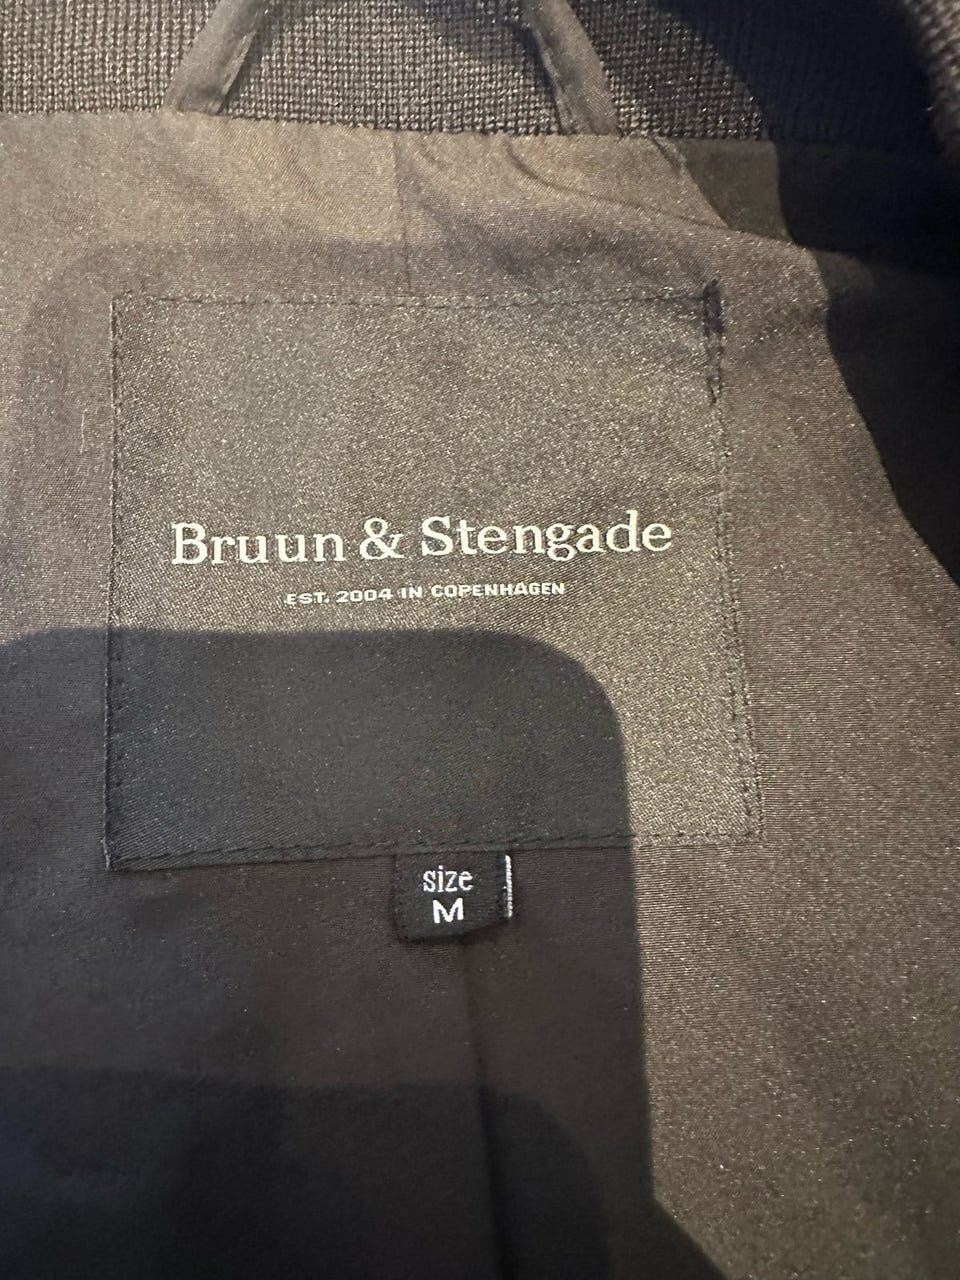 Bruun & Stengade
EST. 2004 IN COPENHAGEN
size
M